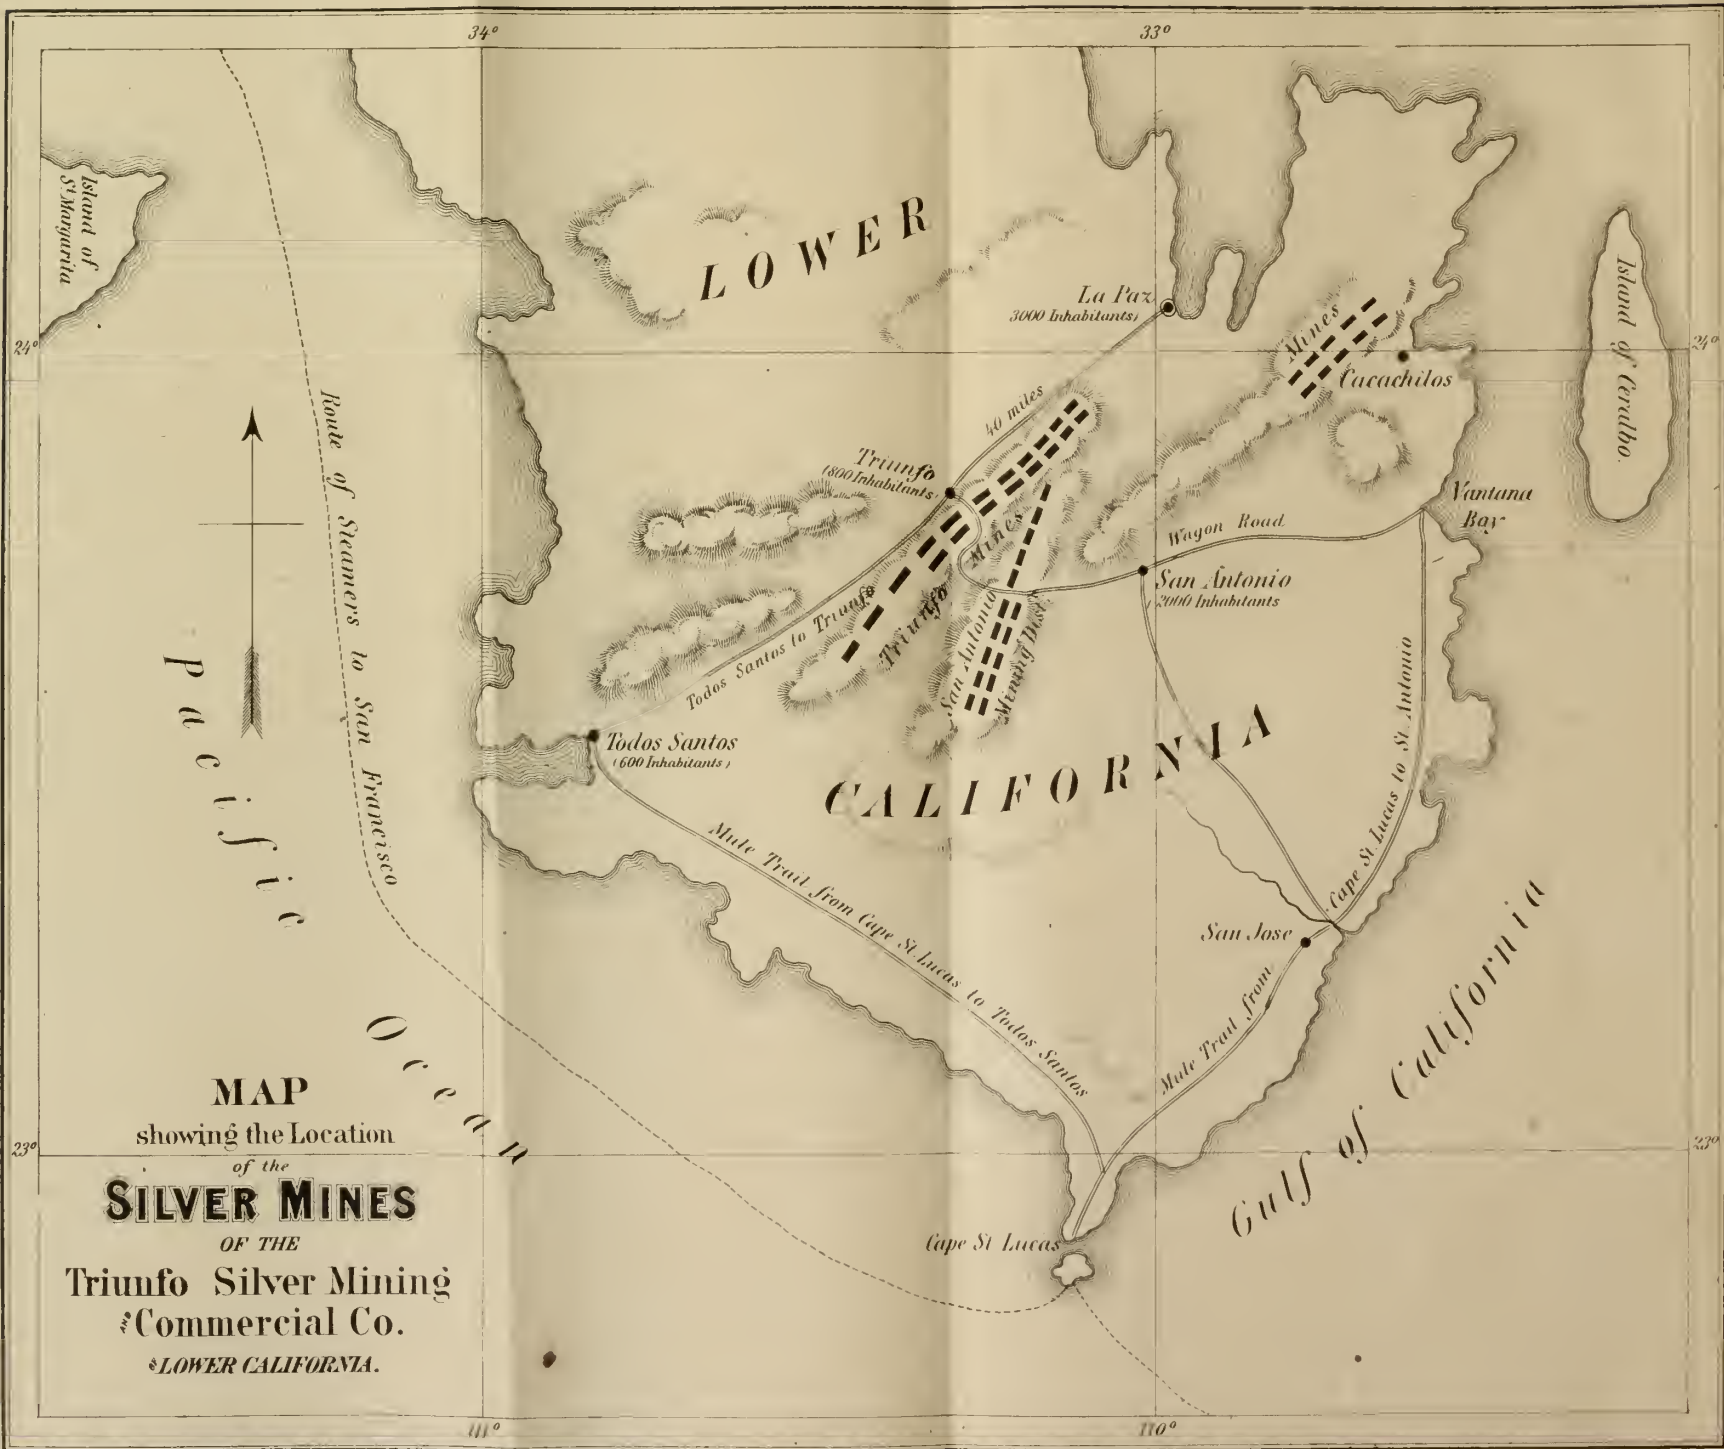 34°
33°
Island of
St Margarita
LOWER
La Paz
3000 Inhabitants)
Mines
Cacachilos
Island of Ceralbo.
24°
24°
40 miles
Triunfo
(800 Inhabitants)
Vantana
Bay
Wagon Road
San Antonio
2000 Inhabitants
Triunfo Mines
San Antonio
Mining Dist.
Todos Santos to Triunfo
Route of Steamers to San Francisco
Todos Santos
(600 Inhabitants)
CALIFORNIA
Mule Trail from Cape St. Lucas to Todos Santos
San Jose
Mule Trail from
Cape St. Lucas to St. Antonio
Pacific
Ocean
Gulf of California
23°
23°
Cape St Lucas
MAP
showing the Location
of the
SILVER MINES
OF THE
Triunfo Silver Mining
AND Commercial Co.
LOWER CALIFORNIA.
111°
110°